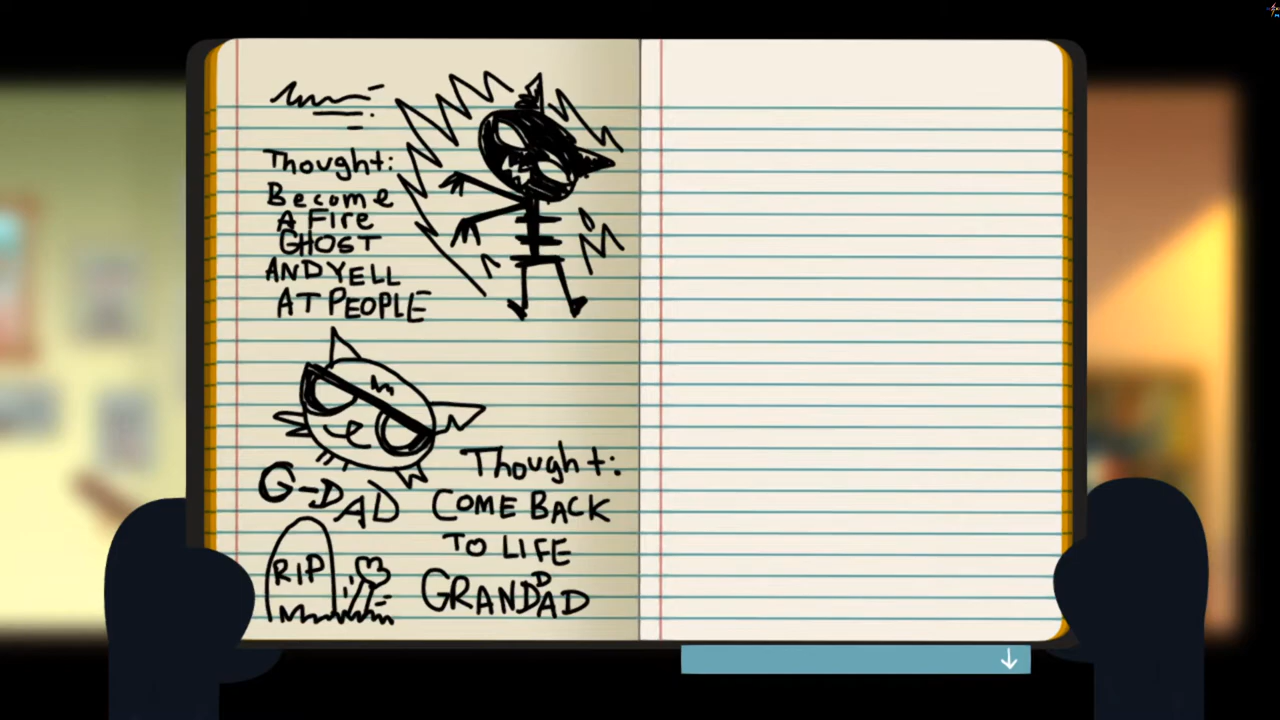 Thought:
Become
A Fire
GHOST
AND YELL
AT PEOPLE
G-DAD
RIP
Thought:
COME BACK
TO LIFE
GRANDDAD